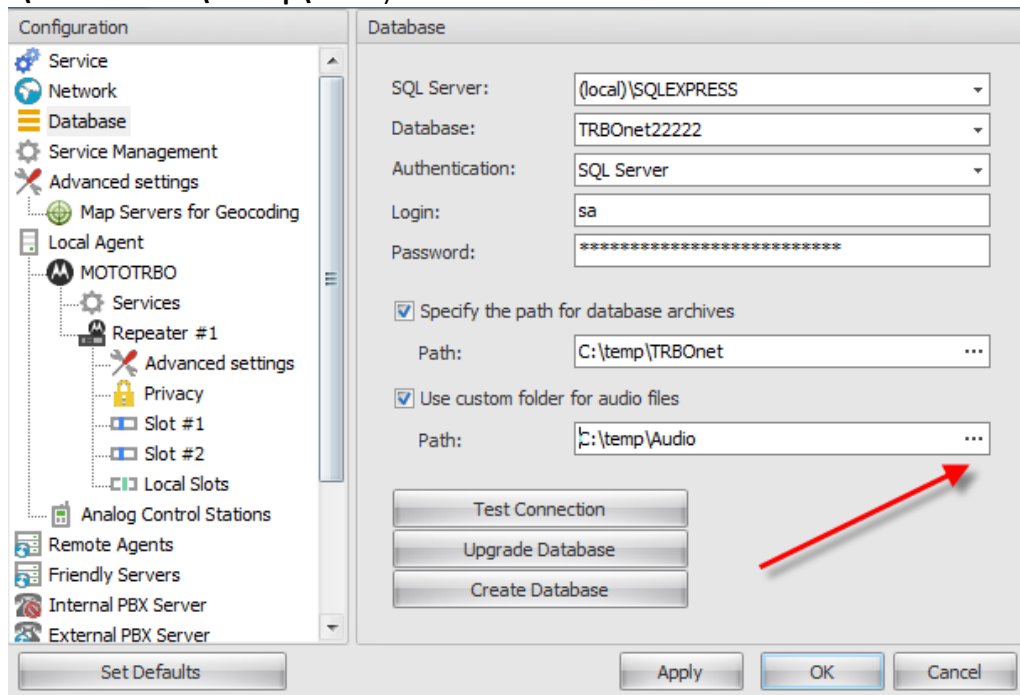 Configuration
Service
Network
Database
Service Management
Advanced settings
Map Servers for Geocoding
Local Agent
MOTOTRBO
Services
Repeater #1
Advanced settings
Privacy
Slot #1
Slot #2
Local Slots
Analog Control Stations
Remote Agents
Friendly Servers
Internal PBX Server
External PBX Server
Set Defaults
Database
SQL Server: (local)\SQLEXPRESS
Database: TRBOnet22222
Authentication: SQL Server
Login: sa
Password: **************************
Specify the path for database archives
Path: C:\temp\TRBOnet ...
Use custom folder for audio files
Path: C:\temp\Audio ...
Test Connection
Upgrade Database
Create Database
Apply OK Cancel